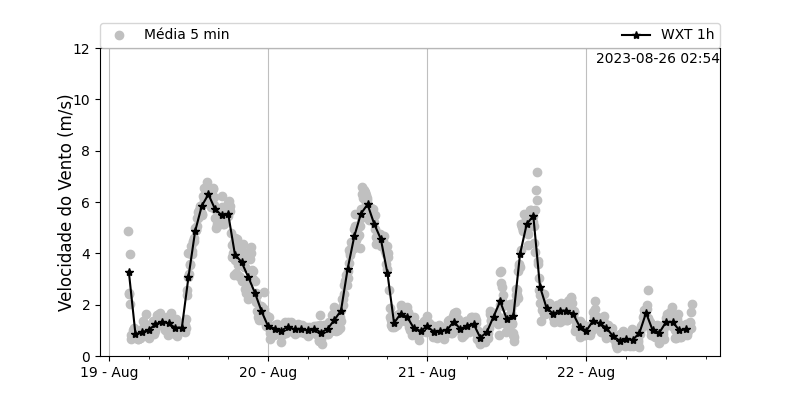 Média 5 min
WXT 1h
2023-08-26 02:54
12
10
8
6
4
2
0
Velocidade do Vento (m/s)
19 - Aug
20 - Aug
21 - Aug
22 - Aug